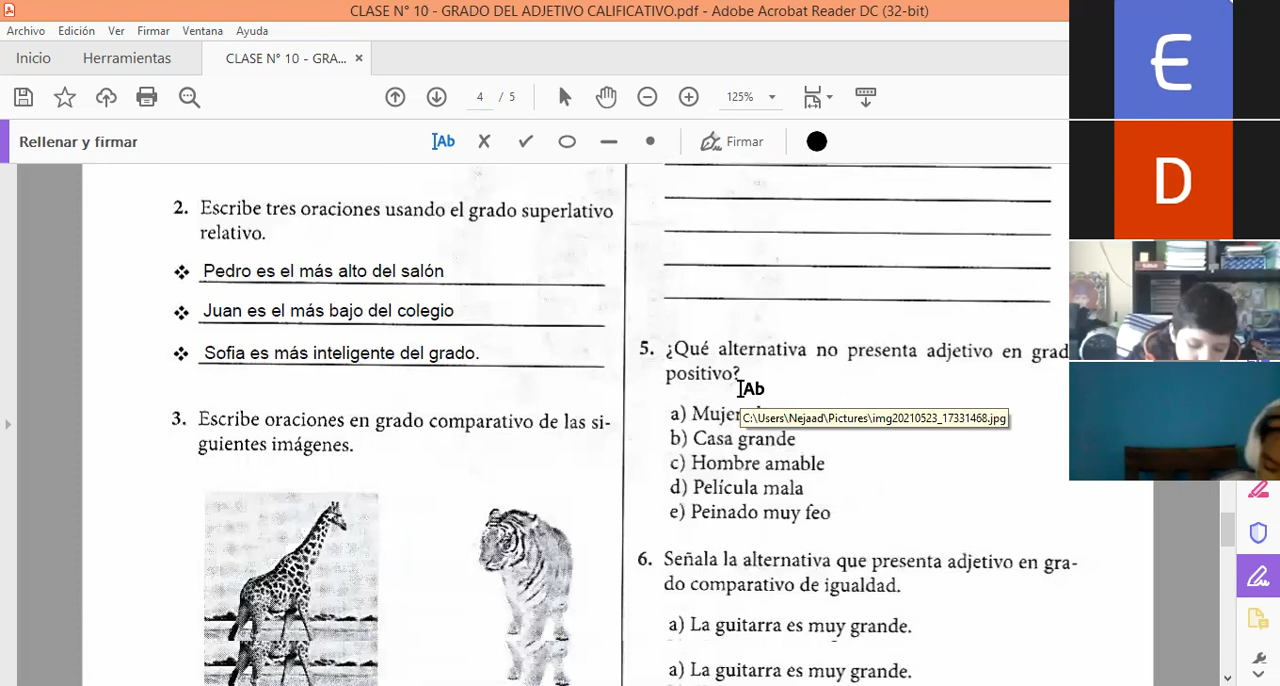 CLASE N° 10 - GRADO DEL ADJETIVO CALIFICATIVO.pdf - Adobe Acrobat Reader DC (32-bit)
Archivo Edición Ver Firmar Ventana Ayuda
Inicio Herramientas CLASE N° 10 - GRA... ×
4 / 5 125%
Rellenar y firmar Ab Firmar
2. Escribe tres oraciones usando el grado superlativo
relativo.
Pedro es el más alto del salón
Juan es el más bajo del colegio
Sofia es más inteligente del grado.
3. Escribe oraciones en grado comparativo de las si-
guientes imágenes.
5. ¿Qué alternativa no presenta adjetivo en grad
positivo?
Ab
a) Mujer
C:\Users\Nejaad\Pictures\img20210523_17331468.jpg
b) Casa grande
c) Hombre amable
d) Película mala
e) Peinado muy feo
6. Señala la alternativa que presenta adjetivo en gra-
do comparativo de igualdad.
a) La guitarra es muy grande.
a) La guitarra es muy grande.
E
D